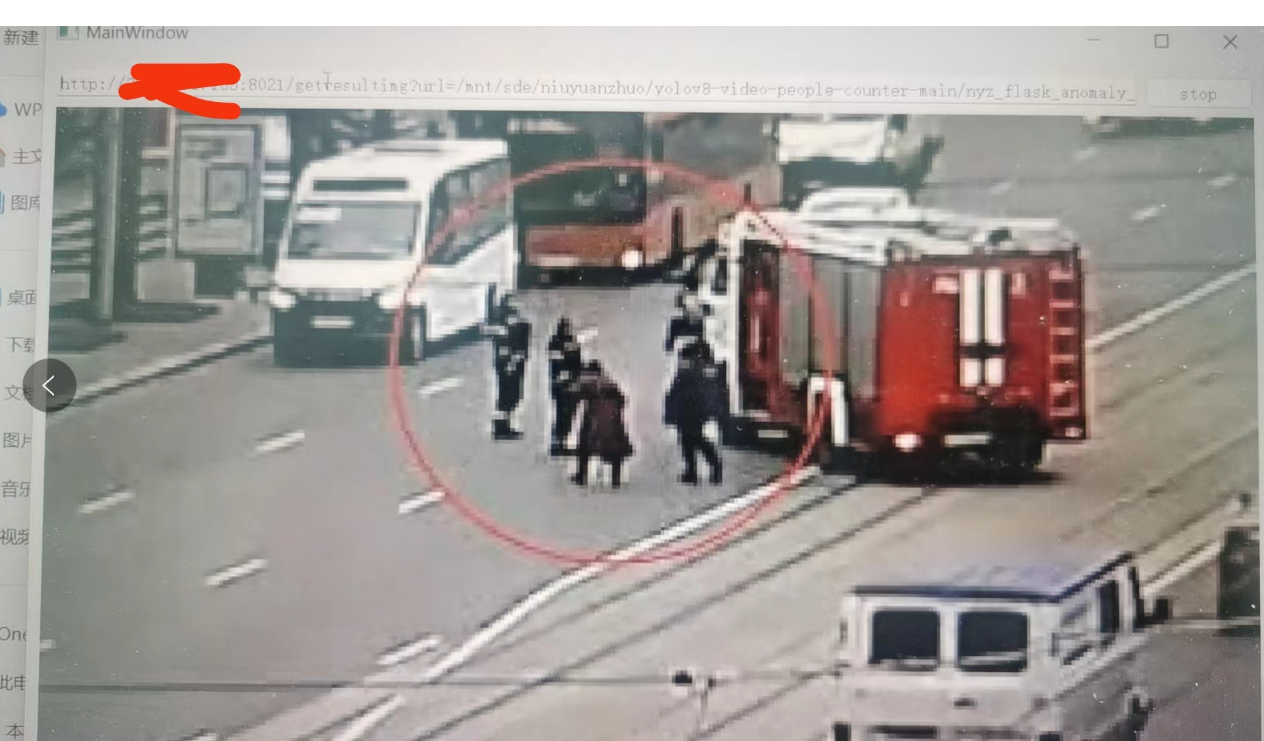 新建
MainWindow
http://
:8021/getresultimg?url=/mnt/sde/niuyuanzhuo/yolov8-video-people-counter-main/nyz_flask_anomaly_
stop
WP
主文
图库
桌面
下载
文档
图片
音乐
视频
One
此电
本